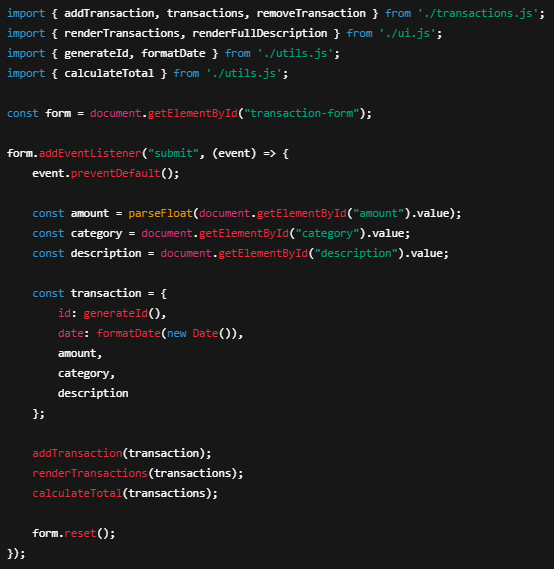 import { addTransaction, transactions, removeTransaction } from './transactions.js';
import { renderTransactions, renderFullDescription } from './ui.js';
import { generateId, formatDate } from './utils.js';
import { calculateTotal } from './utils.js';

const form = document.getElementById("transaction-form");

form.addEventListener("submit", (event) => {
    event.preventDefault();

    const amount = parseFloat(document.getElementById("amount").value);
    const category = document.getElementById("category").value;
    const description = document.getElementById("description").value;

    const transaction = {
        id: generateId(),
        date: formatDate(new Date()),
        amount,
        category,
        description
    };

    addTransaction(transaction);
    renderTransactions(transactions);
    calculateTotal(transactions);

    form.reset();
});